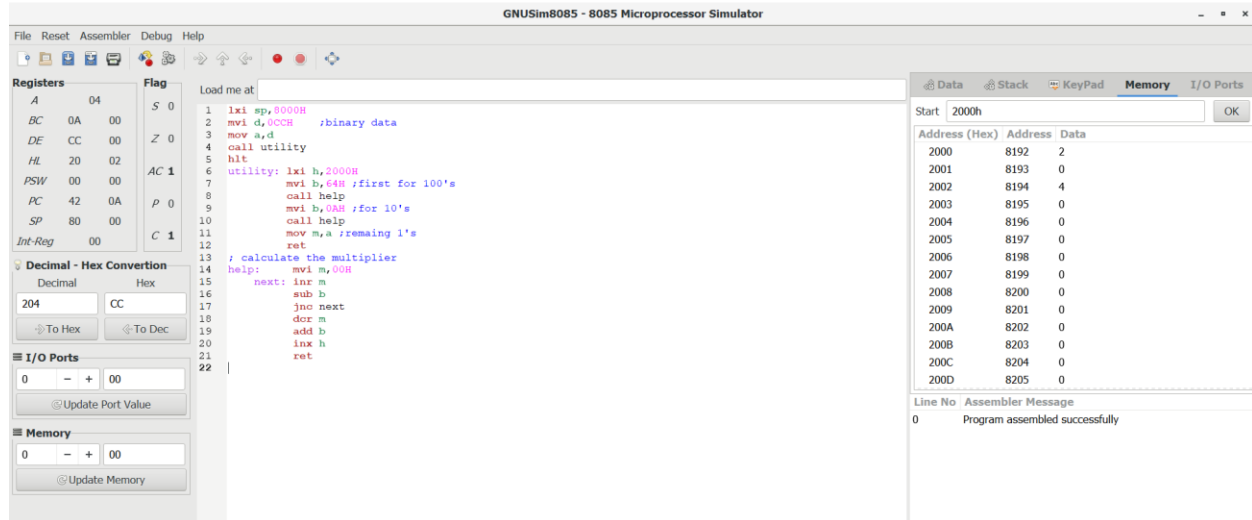 GNUSim8085 - 8085 Microprocessor Simulator
File Reset Assembler Debug Help
Registers
A 04
BC 0A 00
DE CC 00
HL 20 02
PSW 00 00
PC 42 0A
SP 80 00
Int-Reg 00
Flag
S 0
Z 0
AC 1
P 0
C 1
Decimal - Hex Convertion
Decimal Hex
204 CC
To Hex To Dec
I/O Ports
0 - + 00
Update Port Value
Memory
0 - + 00
Update Memory
Load me at
1 lxi sp,8000H
2 mvi d,0CCH ;binary data
3 mov a,d
4 call utility
5 hlt
6 utility: lxi h,2000H
7 mvi b,64H ;first for 100's
8 call help
9 mvi b,0AH ;for 10's
10 call help
11 mov m,a ;remaing 1's
12 ret
13 ; calculate the multiplier
14 help: mvi m,00H
15 next: inr m
16 sub b
17 jnc next
18 dcr m
19 add b
20 inx h
21 ret
22
Data Stack KeyPad Memory I/O Ports
Start 2000h OK
Address (Hex) Address Data
2000 8192 2
2001 8193 0
2002 8194 4
2003 8195 0
2004 8196 0
2005 8197 0
2006 8198 0
2007 8199 0
2008 8200 0
2009 8201 0
200A 8202 0
200B 8203 0
200C 8204 0
200D 8205 0
Line No Assembler Message
0 Program assembled successfully